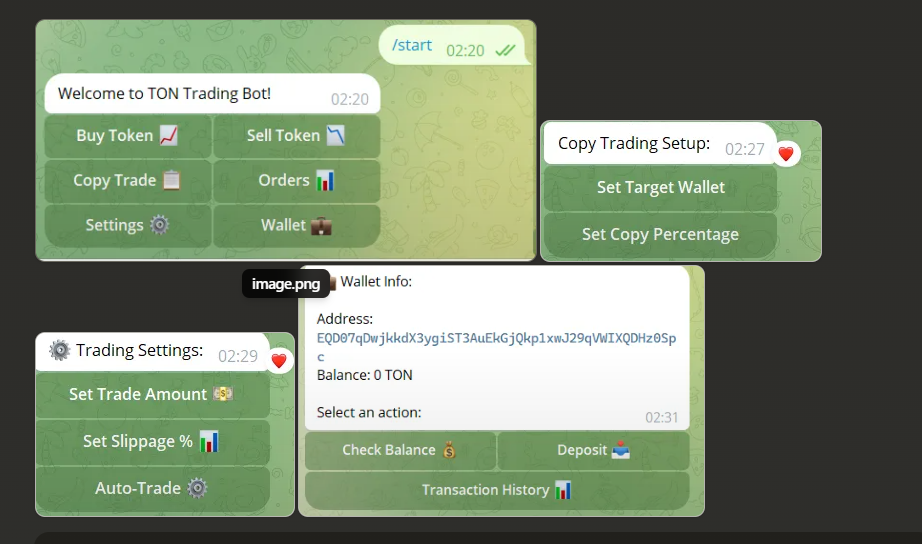 /start 02:20
Welcome to TON Trading Bot! 02:20
Buy Token 📈 Sell Token 📉
Copy Trade 📋 Orders 📊
Settings ⚙️ Wallet 💼
Copy Trading Setup: 02:27
Set Target Wallet
Set Copy Percentage
image.png
Wallet Info:
Address:
EQD07qDwjkkdX3ygiST3AuEkGjQkp1xwJ29qVWIXQDHz0Sp
c
Balance: 0 TON
Select an action:
02:31
Check Balance 💰 Deposit 📥
Transaction History 📊
⚙️ Trading Settings: 02:29
Set Trade Amount 💵
Set Slippage % 📊
Auto-Trade ⚙️